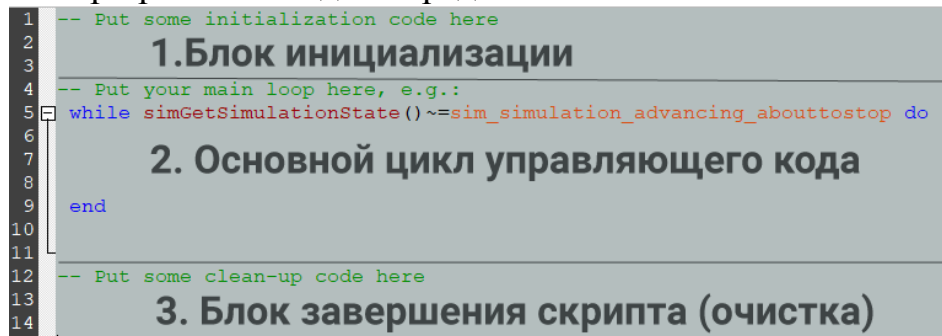 1 -- Put some initialization code here
2 1.Блок инициализации
3
4 -- Put your main loop here, e.g.:
5 while simGetSimulationState()~=sim_simulation_advancing_abouttostop do
6
7 2. Основной цикл управляющего кода
8
9 end
10
11
12 -- Put some clean-up code here
13 3. Блок завершения скрипта (очистка)
14